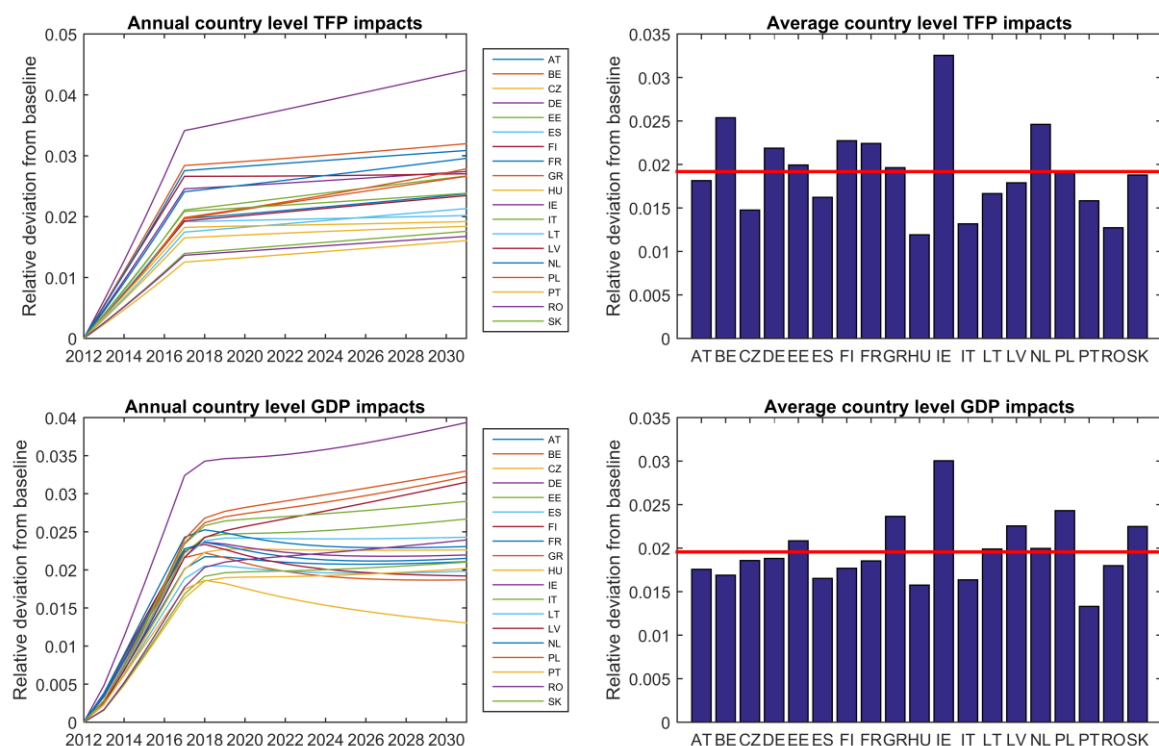 Annual country level TFP impacts
Relative deviation from baseline
0.05
0.04
0.03
0.02
0.01
0
2012 2014 2016 2018 2020 2022 2024 2026 2028 2030
AT
BE
CZ
DE
EE
ES
FI
FR
GR
HU
IE
IT
LT
LV
NL
PL
PT
RO
SK
Average country level TFP impacts
Relative deviation from baseline
0.035
0.03
0.025
0.02
0.015
0.01
0.005
0
AT BE CZ DE EE ES FI FR GR HU IE IT LT LV NL PL PT RO SK
Annual country level GDP impacts
Relative deviation from baseline
0.04
0.035
0.03
0.025
0.02
0.015
0.01
0.005
0
2012 2014 2016 2018 2020 2022 2024 2026 2028 2030
AT
BE
CZ
DE
EE
ES
FI
FR
GR
HU
IE
IT
LT
LV
NL
PL
PT
RO
SK
Average country level GDP impacts
Relative deviation from baseline
0.035
0.03
0.025
0.02
0.015
0.01
0.005
0
AT BE CZ DE EE ES FI FR GR HU IE IT LT LV NL PL PT RO SK